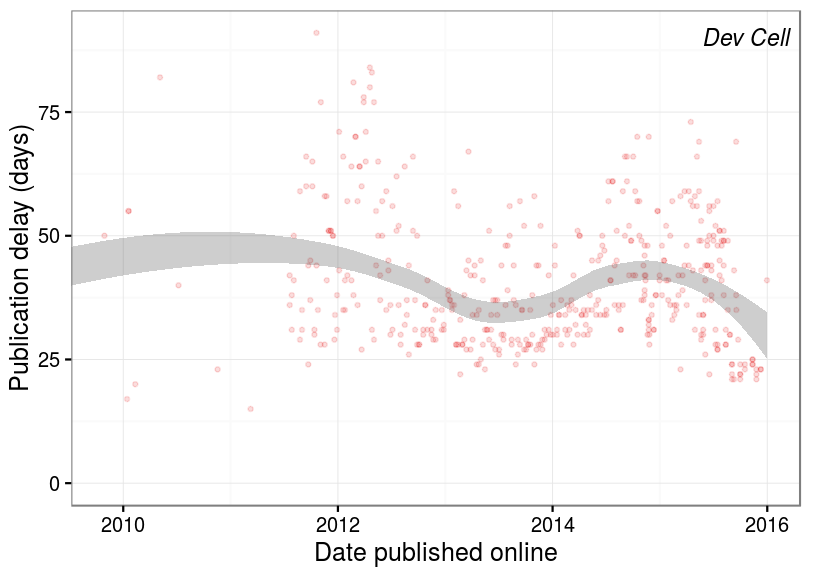 Dev Cell
Publication delay (days)
75
50
25
0
2010 2012 2014 2016
Date published online